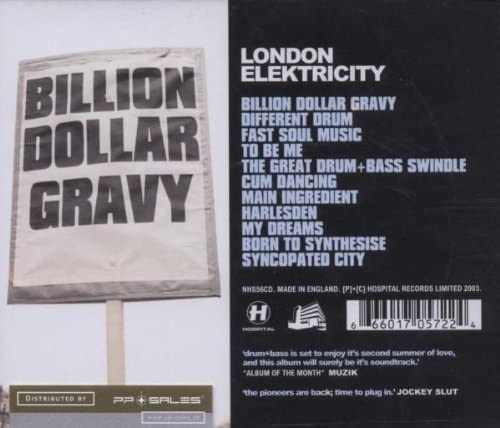 BILLION
DOLLAR
GRAVY
DISTRIBUTED BY
PP SALES
LONDON
ELEKTRICITY
BILLION DOLLAR GRAVY
DIFFERENT DRUM
FAST SOUL MUSIC
TO BE ME
THE GREAT DRUM+BASS SWINDLE
CUM DANCING
MAIN INGREDIENT
HARLESDEN
MY DREAMS
BORN TO SYNTHESISE
SYNCOPATED CITY
NHS56CD. MADE IN ENGLAND. [P]+[C] HOSPITAL RECORDS LIMITED 2003.
H
HOSPITAL
6 66017 05722 4
'drum+bass is set to enjoy it's second summer of love,
and this album will surely be it's soundtrack.'
"ALBUM OF THE MONTH" MUZIK
'the pioneers are back; time to plug in.' JOCKEY SLUT